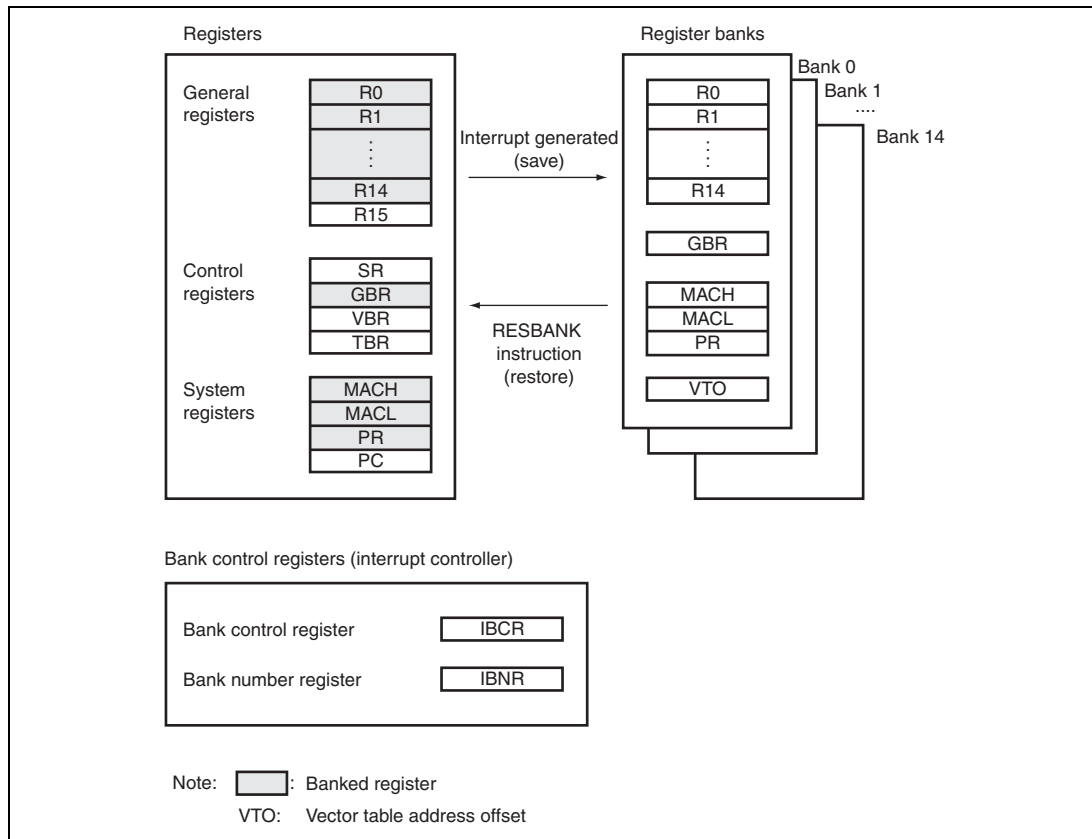 Registers
General
registers
R0
R1
R14
R15
Control
registers
SR
GBR
VBR
TBR
System
registers
MACH
MACL
PR
PC
Interrupt generated
(save)
RESBANK
instruction
(restore)
Register banks
Bank 0
Bank 1
....
Bank 14
R0
R1
R14
GBR
MACH
MACL
PR
VTO
Bank control registers (interrupt controller)
Bank control register
IBCR
Bank number register
IBNR
Note: : Banked register
VTO: Vector table address offset